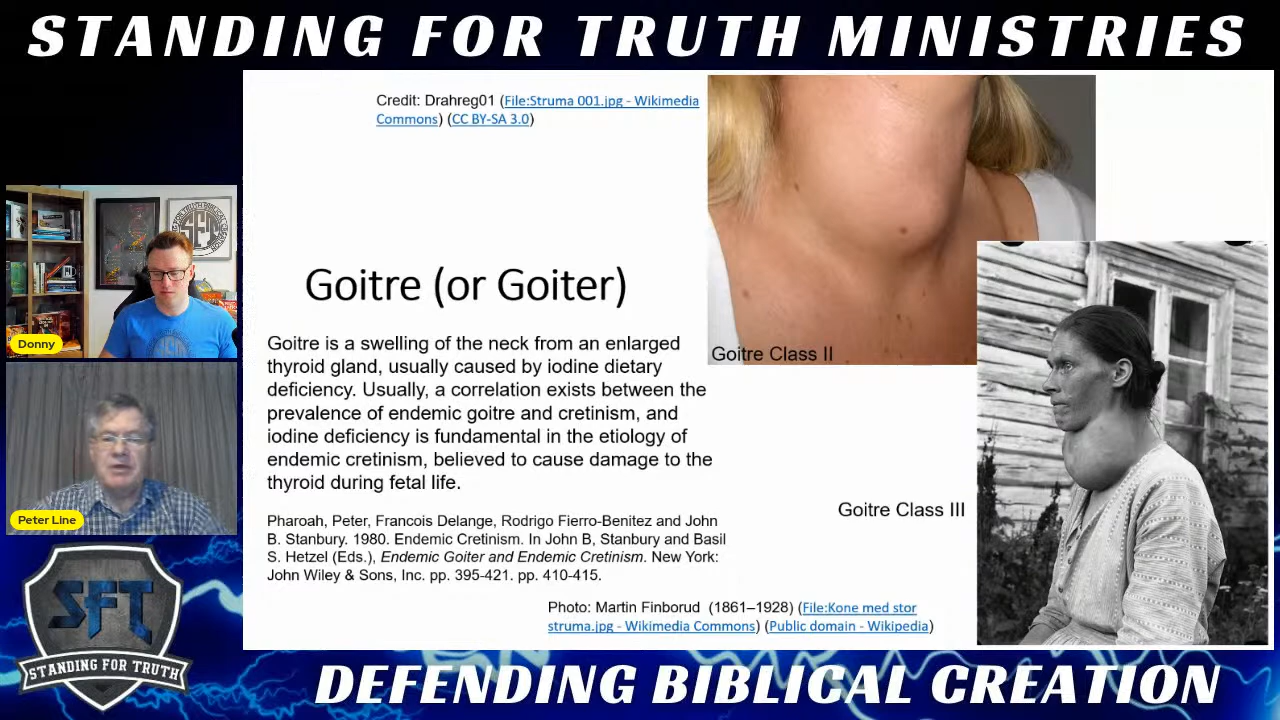 STANDING FOR TRUTH MINISTRIES
Credit: Drahreg01 (File:Struma 001.jpg - Wikimedia
Commons) (CC BY-SA 3.0)
Goitre (or Goiter)
Goitre is a swelling of the neck from an enlarged
thyroid gland, usually caused by iodine dietary
deficiency. Usually, a correlation exists between the
prevalence of endemic goitre and cretinism, and
iodine deficiency is fundamental in the etiology of
endemic cretinism, believed to cause damage to the
thyroid during fetal life.
Pharoah, Peter, Francois Delange, Rodrigo Fierro-Benitez and John
B. Stanbury. 1980. Endemic Cretinism. In John B, Stanbury and Basil
S. Hetzel (Eds.), Endemic Goiter and Endemic Cretinism. New York:
John Wiley & Sons, Inc. pp. 395-421. pp. 410-415.
Goitre Class II
Goitre Class III
Photo: Martin Finborud (1861–1928) (File:Kone med stor
struma.jpg - Wikimedia Commons) (Public domain - Wikipedia)
SFT
Donny
Peter Line
SFT
STANDING FOR TRUTH
DEFENDING BIBLICAL CREATION